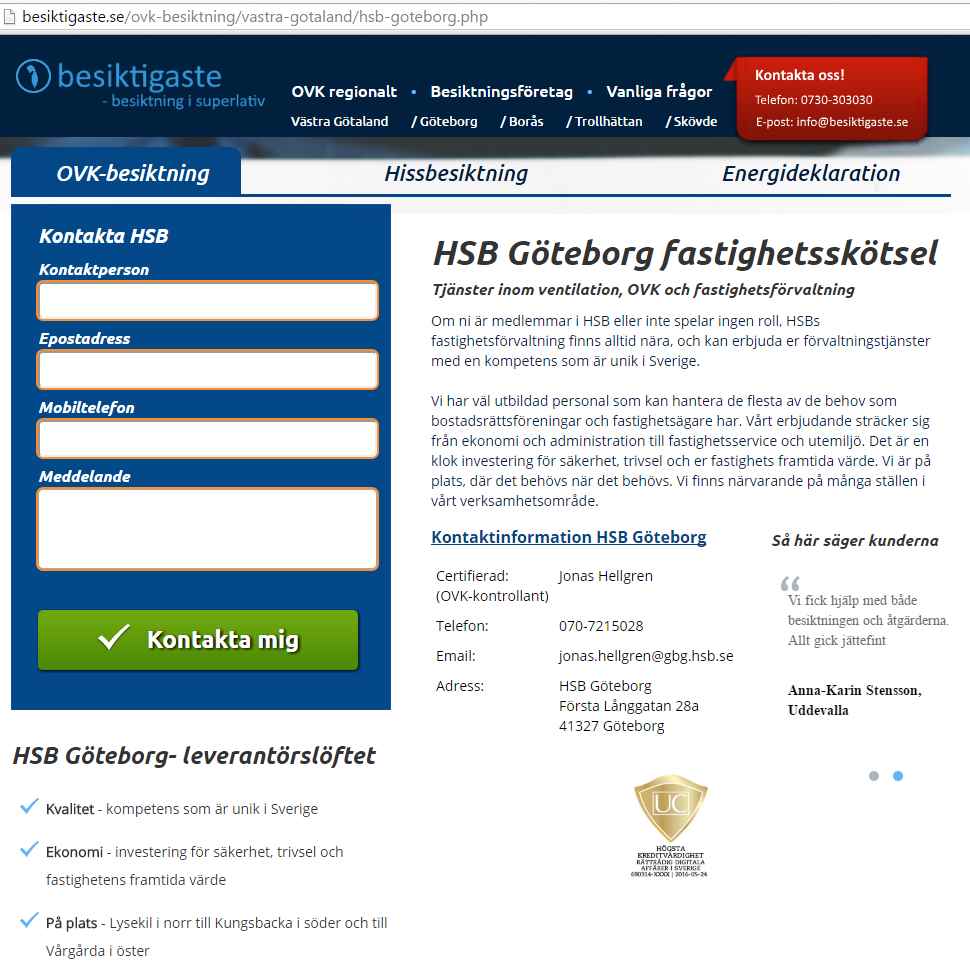 besiktigaste.se/ovk-besiktning/vastra-gotaland/hsb-goteborg.php
besiktigaste
- besiktning i superlativ
OVK regionalt • Besiktningsföretag • Vanliga frågor
Västra Götaland / Göteborg / Borås / Trollhättan / Skövde
Kontakta oss!
Telefon: 0730-303030
E-post: info@besiktigaste.se
OVK-besiktning
Hissbesiktning
Energideklaration
Kontakta HSB
Kontaktperson
Epostadress
Mobiltelefon
Meddelande
Kontakta mig
HSB Göteborg- leverantörslöftet
Kvalitet - kompetens som är unik i Sverige
Ekonomi - investering för säkerhet, trivsel och
fastighetens framtida värde
På plats - Lysekil i norr till Kungsbacka i söder och till
Vårgårda i öster
HSB Göteborg fastighetsskötsel
Tjänster inom ventilation, OVK och fastighetsförvaltning
Om ni är medlemmar i HSB eller inte spelar ingen roll, HSBs
fastighetsförvaltning finns alltid nära, och kan erbjuda er förvaltningstjänster
med en kompetens som är unik i Sverige.
Vi har väl utbildad personal som kan hantera de flesta av de behov som
bostadsrättsföreningar och fastighetsägare har. Vårt erbjudande sträcker sig
från ekonomi och administration till fastighetsservice och utemiljö. Det är en
klok investering för säkerhet, trivsel och er fastighets framtida värde. Vi är på
plats, där det behövs när det behövs. Vi finns närvarande på många ställen i
vårt verksamhetsområde.
Kontaktinformation HSB Göteborg
Certifierad: Jonas Hellgren
(OVK-kontrollant)
Telefon: 070-7215028
Email: jonas.hellgren@gbg.hsb.se
Adress: HSB Göteborg
Första Långgatan 28a
41327 Göteborg
Så här säger kunderna
“
Vi fick hjälp med både
besiktningen och åtgärderna.
Allt gick jättefint
Anna-Karin Stensson,
Uddevalla
UC
HÖGSTA
KREDITVÄRDIGHET
RÄTTRÅDIG DIGITALA
AFFÄRER I SVERIGE
690314-XXXX | 2016-05-24